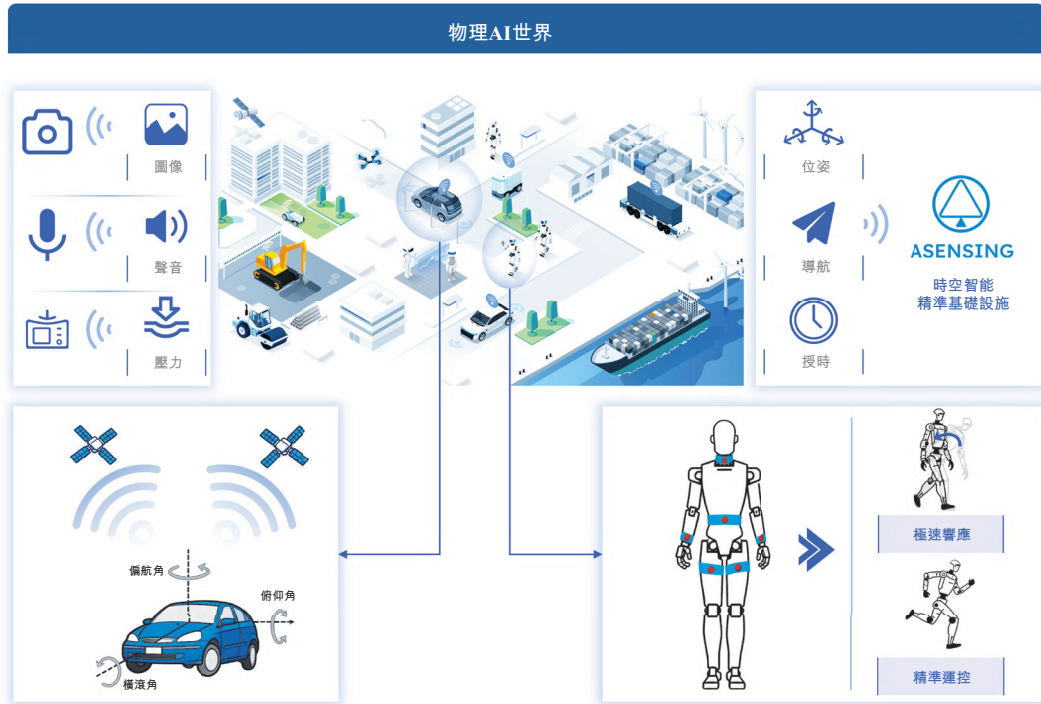 物理AI世界
圖像
聲音
壓力
位姿
導航
授時
ASENSING
時空智能
精準基礎設施
偏航角
俯仰角
橫滾角
極速響應
精準運控